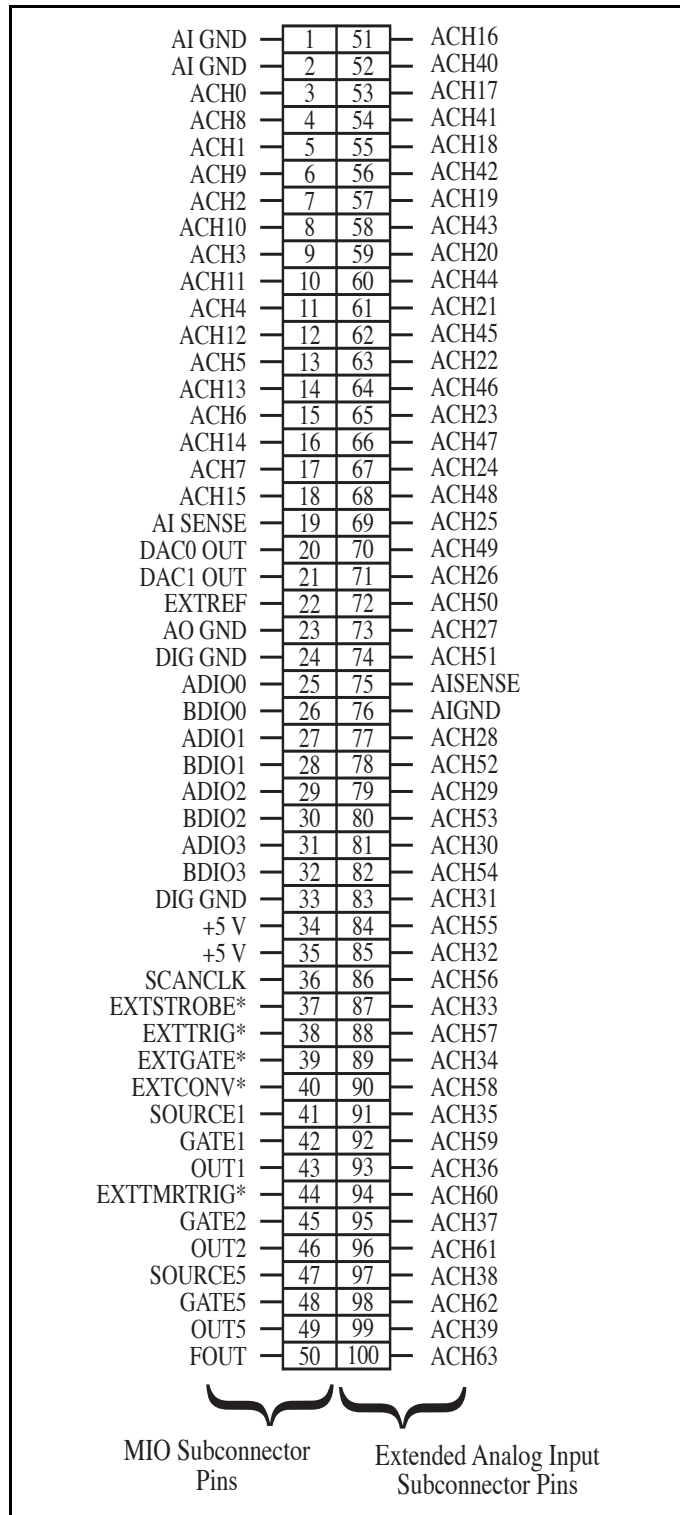 AI GND 1 51 ACH16
AI GND 2 52 ACH40
ACH0 3 53 ACH17
ACH8 4 54 ACH41
ACH1 5 55 ACH18
ACH9 6 56 ACH42
ACH2 7 57 ACH19
ACH10 8 58 ACH43
ACH3 9 59 ACH20
ACH11 10 60 ACH44
ACH4 11 61 ACH21
ACH12 12 62 ACH45
ACH5 13 63 ACH22
ACH13 14 64 ACH46
ACH6 15 65 ACH23
ACH14 16 66 ACH47
ACH7 17 67 ACH24
ACH15 18 68 ACH48
AI SENSE 19 69 ACH25
DAC0 OUT 20 70 ACH49
DAC1 OUT 21 71 ACH26
EXTREF 22 72 ACH50
AO GND 23 73 ACH27
DIG GND 24 74 ACH51
ADIO0 25 75 AISENSE
BDIO0 26 76 AIGND
ADIO1 27 77 ACH28
BDIO1 28 78 ACH52
ADIO2 29 79 ACH29
BDIO2 30 80 ACH53
ADIO3 31 81 ACH30
BDIO3 32 82 ACH54
DIG GND 33 83 ACH31
+5 V 34 84 ACH55
+5 V 35 85 ACH32
SCANCLK 36 86 ACH56
EXTSTROBE* 37 87 ACH33
EXTTRIG* 38 88 ACH57
EXTGATE* 39 89 ACH34
EXTCONV* 40 90 ACH58
SOURCE1 41 91 ACH35
GATE1 42 92 ACH59
OUT1 43 93 ACH36
EXTTMRTRIG* 44 94 ACH60
GATE2 45 95 ACH37
OUT2 46 96 ACH61
SOURCE5 47 97 ACH38
GATE5 48 98 ACH62
OUT5 49 99 ACH39
FOUT 50 100 ACH63
MIO Subconnector
Pins
Extended Analog Input
Subconnector Pins